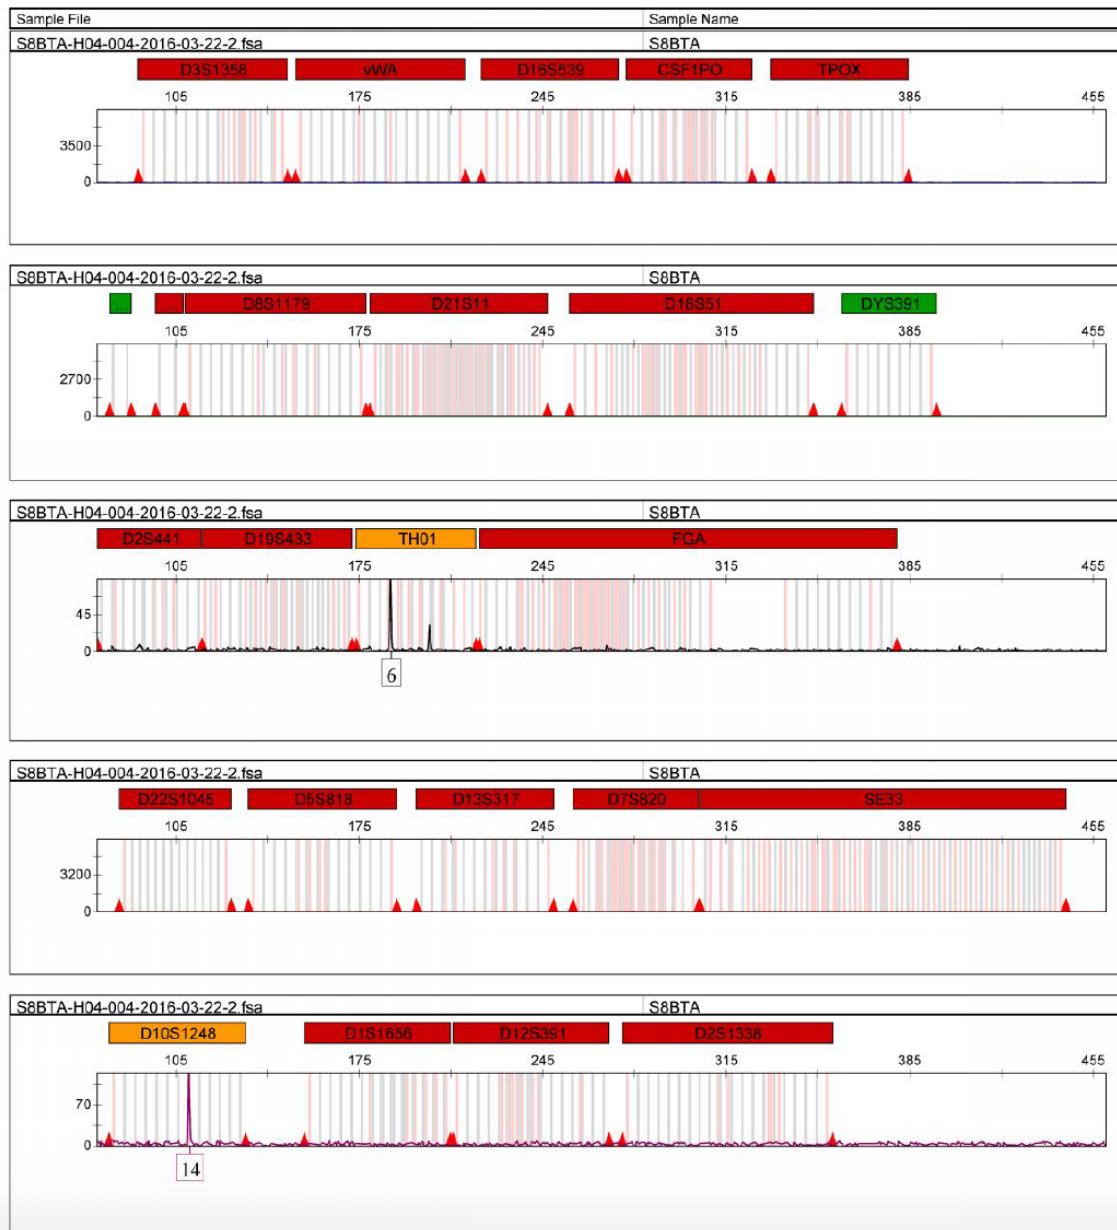 Sample File Sample Name
S8BTA-H04-004-2016-03-22-2.fsa S8BTA
D3S1358 vWA D16S539 CSF1PO TPOX
105 175 245 315 385 455
3500
0
S8BTA-H04-004-2016-03-22-2.fsa S8BTA
... ... D8S1179 D21S11 D18S51 DYS391
105 175 245 315 385 455
2700
0
S8BTA-H04-004-2016-03-22-2.fsa S8BTA
D2S441 D19S433 TH01 FGA
105 175 245 315 385 455
45
0
6
S8BTA-H04-004-2016-03-22-2.fsa S8BTA
D22S1045 D5S818 D13S317 D7S820 SE33
105 175 245 315 385 455
3200
0
S8BTA-H04-004-2016-03-22-2.fsa S8BTA
D10S1248 D1S1656 D12S391 D2S1338
105 175 245 315 385 455
70
0
14